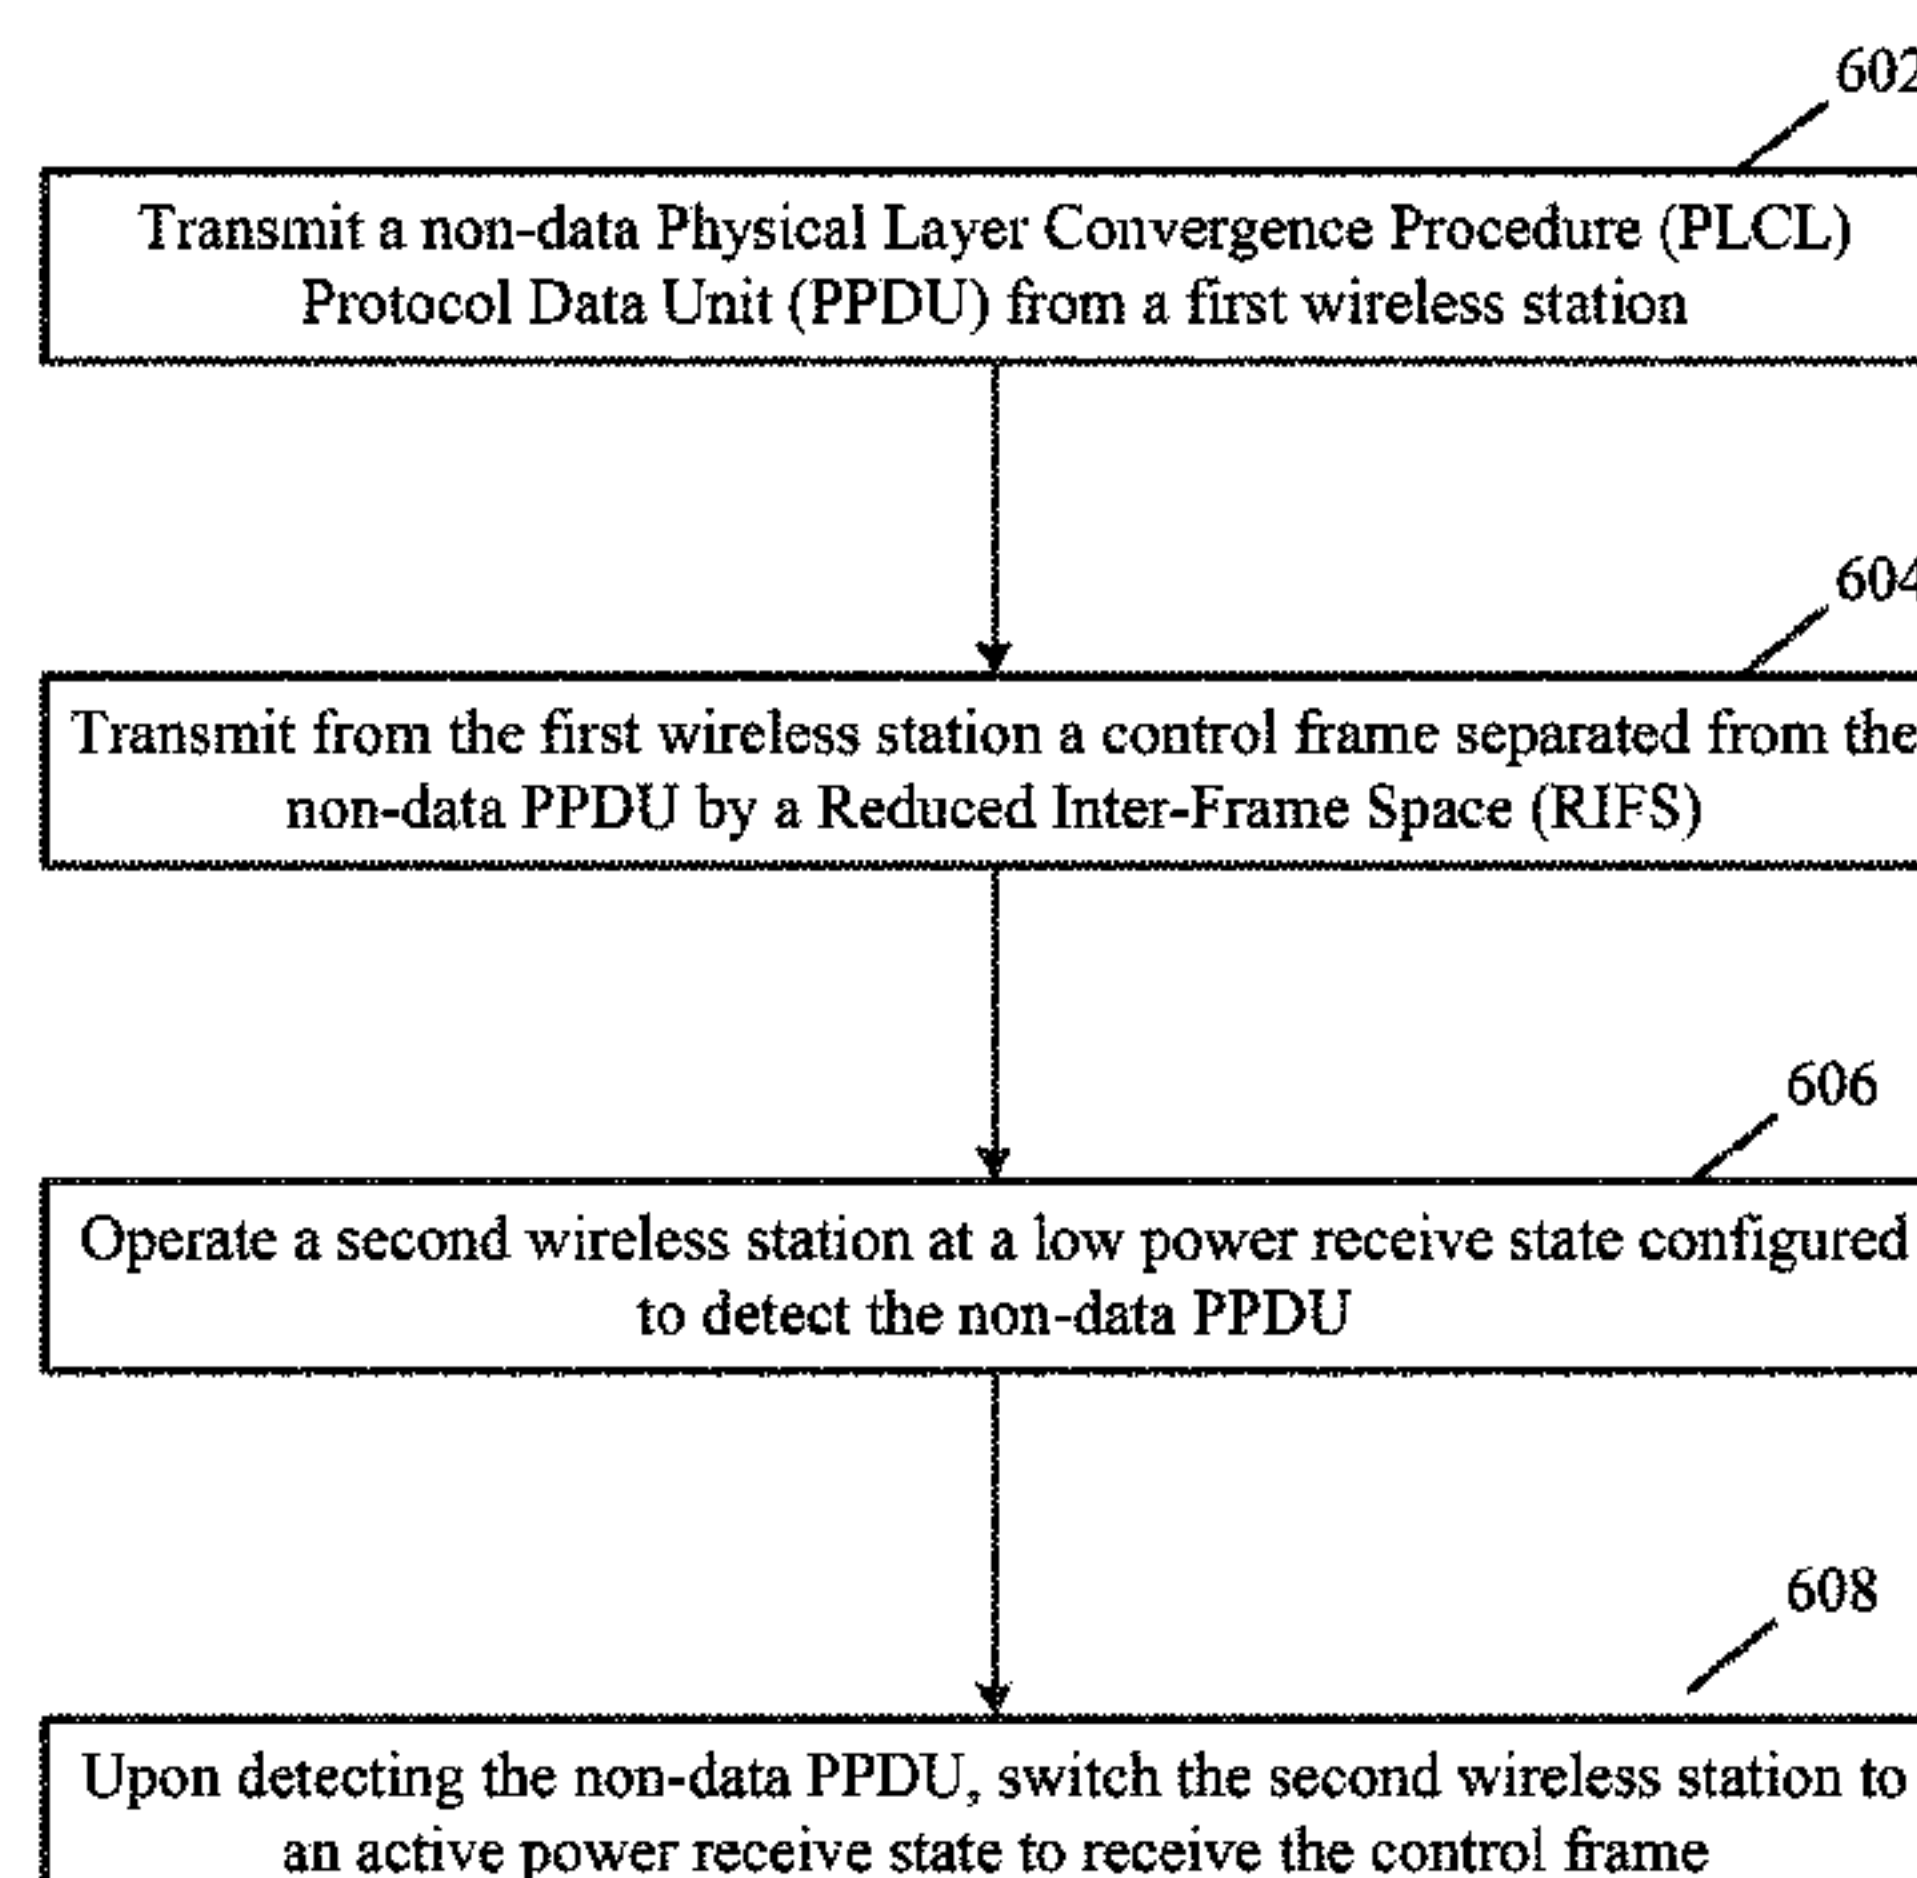 602
Transmit a non-data Physical Layer Convergence Procedure (PLCL)
Protocol Data Unit (PPDU) from a first wireless station
604
Transmit from the first wireless station a control frame separated from the
non-data PPDU by a Reduced Inter-Frame Space (RIFS)
606
Operate a second wireless station at a low power receive state configured
to detect the non-data PPDU
608
Upon detecting the non-data PPDU, switch the second wireless station to
an active power receive state to receive the control frame